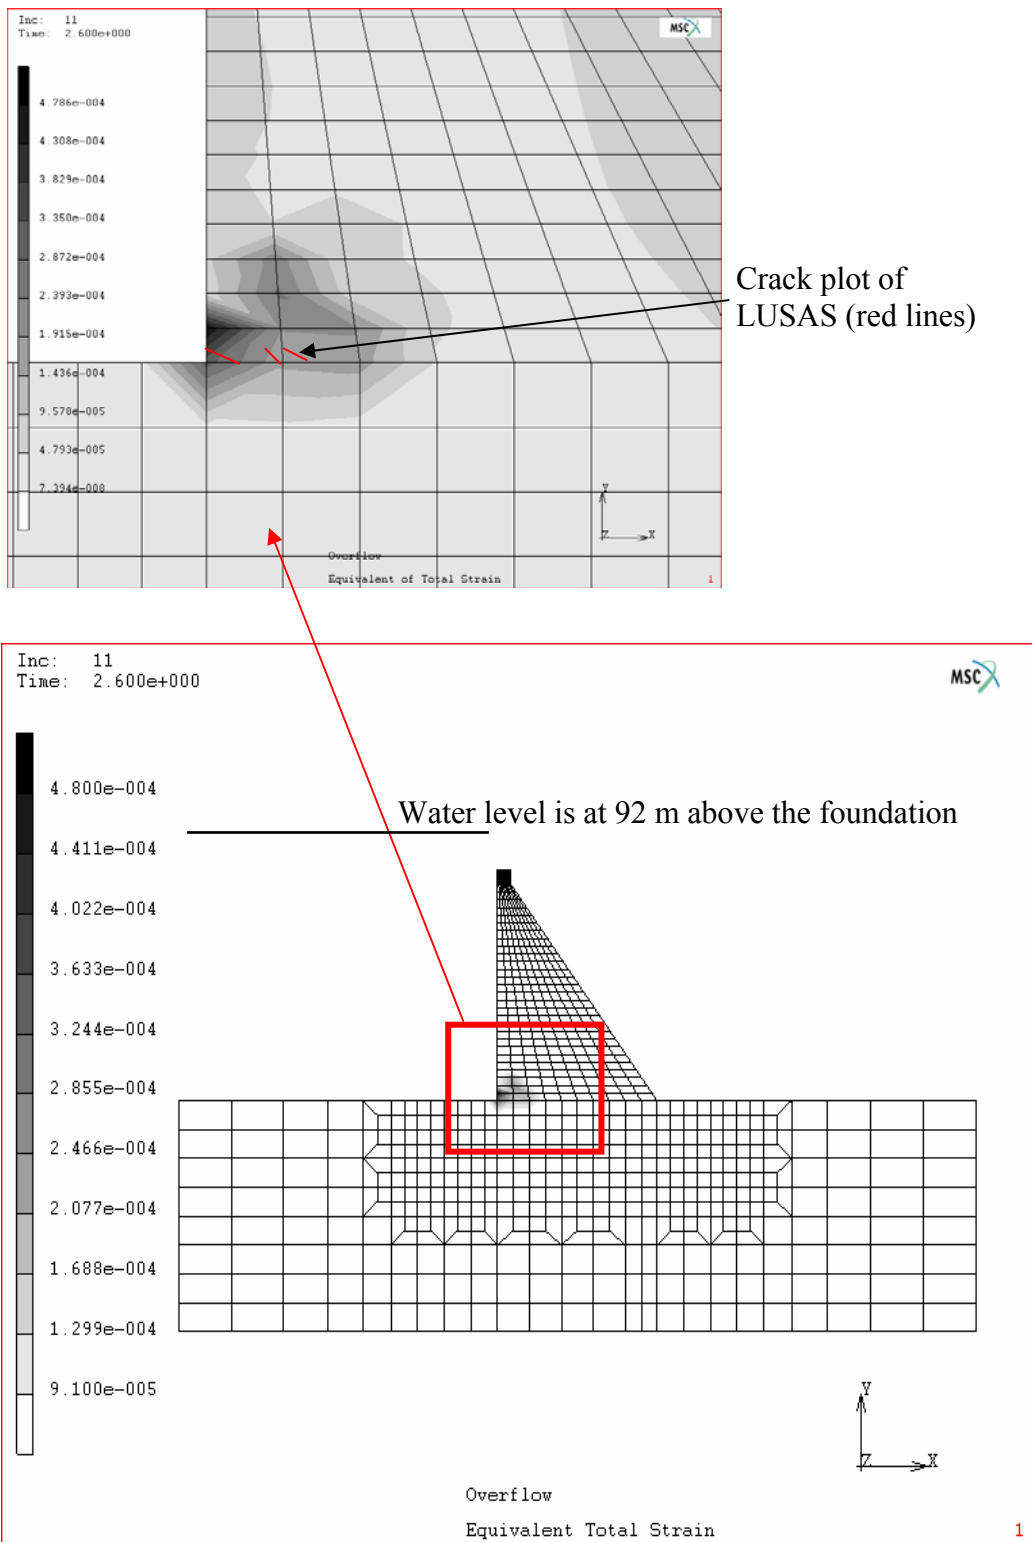 Inc: 11
Time: 2.600e+000
MSC
4.786e-004
4.308e-004
3.829e-004
3.350e-004
2.872e-004
2.393e-004
1.915e-004
1.436e-004
9.570e-005
4.793e-005
7.394e-008
Crack plot of
LUSAS (red lines)
Y
Z X
Overflow
Equivalent of Total Strain
1
Inc: 11
Time: 2.600e+000
MSC
4.800e-004
Water level is at 92 m above the foundation
4.411e-004
4.022e-004
3.633e-004
3.244e-004
2.855e-004
2.466e-004
2.077e-004
1.688e-004
1.299e-004
9.100e-005
Y
Z X
Overflow
Equivalent Total Strain
1